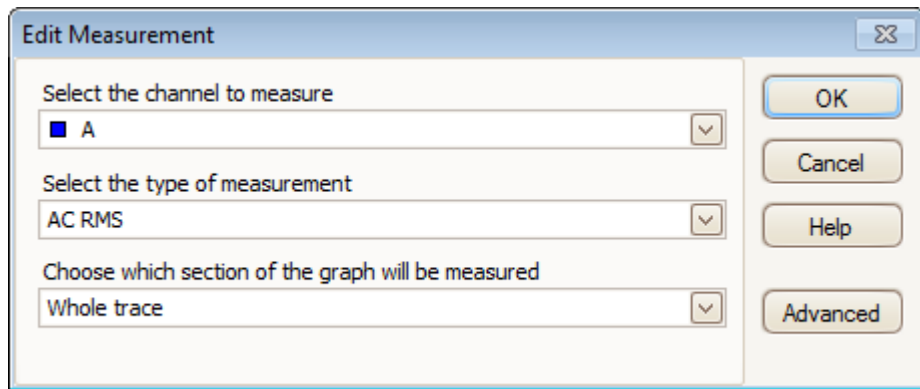 Edit Measurement
Select the channel to measure
A
Select the type of measurement
AC RMS
Choose which section of the graph will be measured
Whole trace
OK
Cancel
Help
Advanced